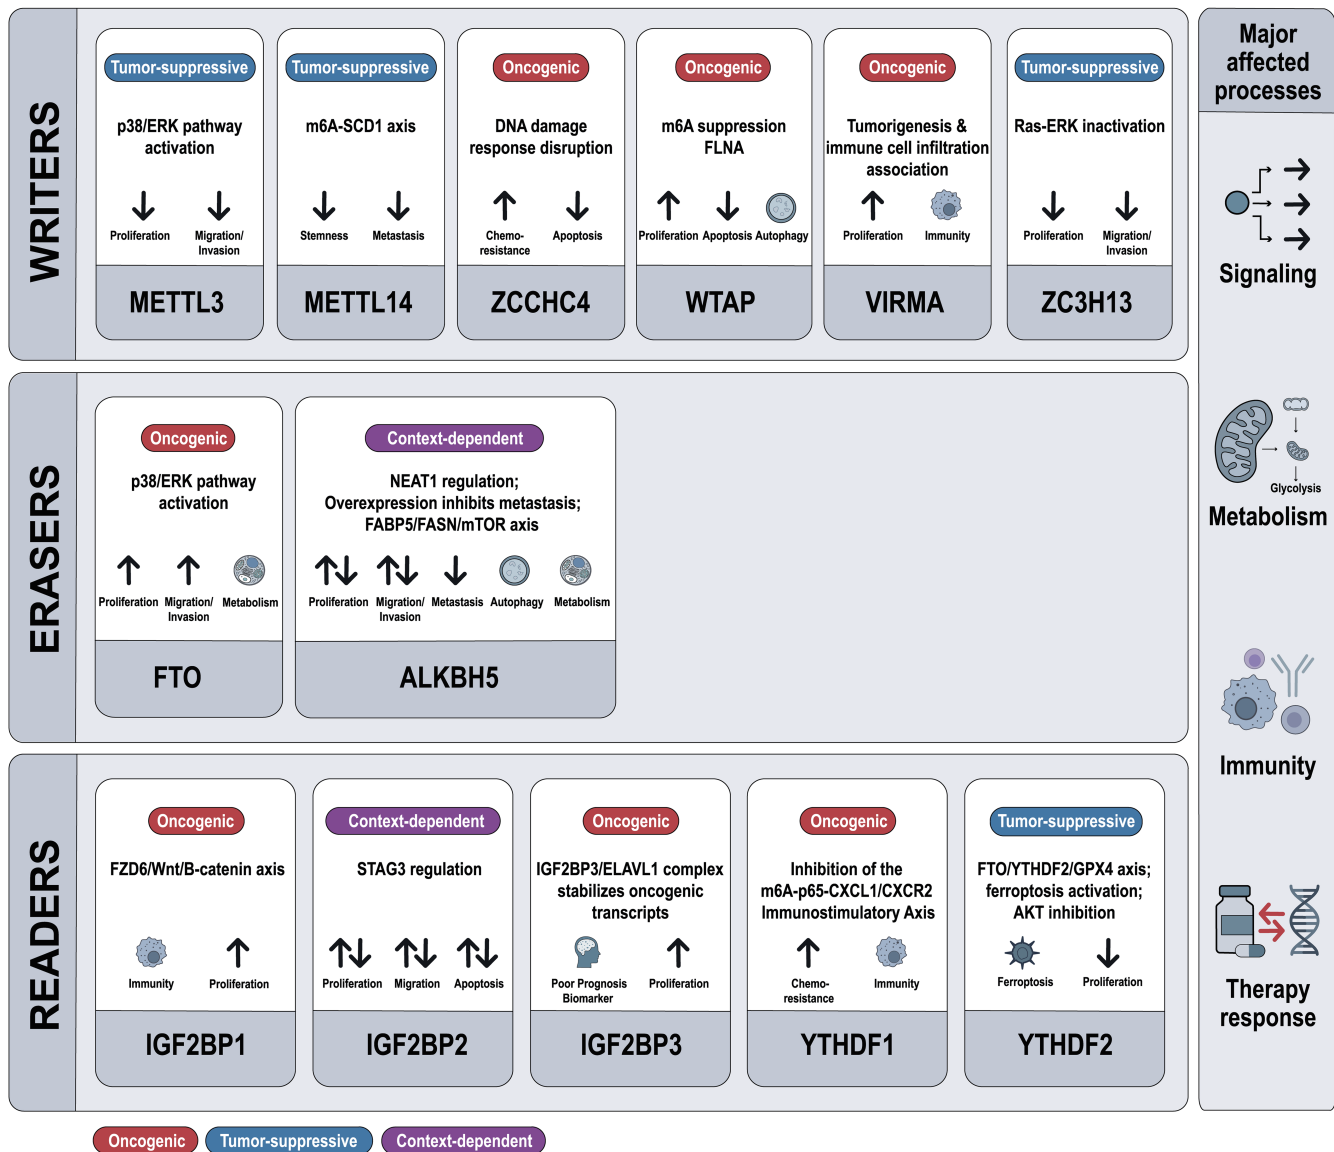 WRITERS
Tumor-suppressive
p38/ERK pathway
activation
Proliferation
Migration/
Invasion
METTL3
Tumor-suppressive
m6A-SCD1 axis
Stemness
Metastasis
METTL14
Oncogenic
DNA damage
response disruption
Chemo-
resistance
Apoptosis
ZCCHC4
Oncogenic
m6A suppression
FLNA
Proliferation
Apoptosis
Autophagy
WTAP
Oncogenic
Tumorigenesis &
immune cell infiltration
association
Proliferation
Immunity
VIRMA
Tumor-suppressive
Ras-ERK inactivation
Proliferation
Migration/
Invasion
ZC3H13
ERASERS
Oncogenic
p38/ERK pathway
activation
Proliferation
Migration/
Invasion
Metabolism
FTO
Context-dependent
NEAT1 regulation;
Overexpression inhibits metastasis;
FABP5/FASN/mTOR axis
Proliferation
Migration/
Invasion
Metastasis
Autophagy
Metabolism
ALKBH5
READERS
Oncogenic
FZD6/Wnt/B-catenin axis
Immunity
Proliferation
IGF2BP1
Context-dependent
STAG3 regulation
Proliferation
Migration
Apoptosis
IGF2BP2
Oncogenic
IGF2BP3/ELAVL1 complex
stabilizes oncogenic
transcripts
Poor Prognosis
Biomarker
Proliferation
IGF2BP3
Oncogenic
Inhibition of the
m6A-p65-CXCL1/CXCR2
Immunostimulatory Axis
Chemo-
resistance
Immunity
YTHDF1
Tumor-suppressive
FTO/YTHDF2/GPX4 axis;
ferroptosis activation;
AKT inhibition
Ferroptosis
Proliferation
YTHDF2
Major
affected
processes
Signaling
Glycolysis
Metabolism
Immunity
Therapy
response
Oncogenic
Tumor-suppressive
Context-dependent